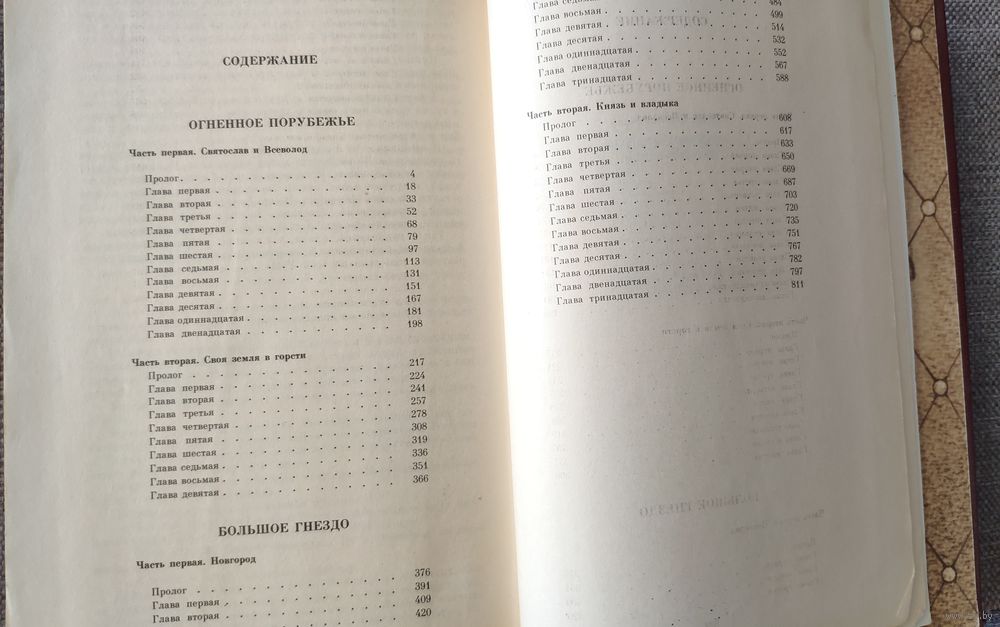 СОДЕРЖАНИЕ
ОГНЕННОЕ ПОРУБЕЖЬЕ
Часть первая. Святослав и Всеволод
Пролог . . . . . . . . . . . . . 4
Глава первая . . . . . . . . . . . . . 18
Глава вторая . . . . . . . . . . . . . 33
Глава третья . . . . . . . . . . . . . 52
Глава четвертая . . . . . . . . . . . . . 68
Глава пятая . . . . . . . . . . . . . 79
Глава шестая . . . . . . . . . . . . . 97
Глава седьмая . . . . . . . . . . . . . 113
Глава восьмая . . . . . . . . . . . . . 131
Глава девятая . . . . . . . . . . . . . 151
Глава десятая . . . . . . . . . . . . . 167
Глава одиннадцатая . . . . . . . . . . . . . 181
Глава двенадцатая . . . . . . . . . . . . . 198
Часть вторая. Своя земля в горсти
Пролог . . . . . . . . . . . . . 217
Глава первая . . . . . . . . . . . . . 224
Глава вторая . . . . . . . . . . . . . 241
Глава третья . . . . . . . . . . . . . 257
Глава четвертая . . . . . . . . . . . . . 278
Глава пятая . . . . . . . . . . . . . 308
Глава шестая . . . . . . . . . . . . . 319
Глава седьмая . . . . . . . . . . . . . 336
Глава восьмая . . . . . . . . . . . . . 351
Глава девятая . . . . . . . . . . . . . 366
БОЛЬШОЕ ГНЕЗДО
Часть первая. Новгород
Пролог . . . . . . . . . . . . . 376
Глава первая . . . . . . . . . . . . . 391
Глава вторая . . . . . . . . . . . . . 409
420
Глава седьмая . . . . . . . . . . . . . 484
Глава восьмая . . . . . . . . . . . . . 499
Глава девятая . . . . . . . . . . . . . 514
Глава десятая . . . . . . . . . . . . . 532
Глава одиннадцатая . . . . . . . . . . . . . 552
Глава двенадцатая . . . . . . . . . . . . . 567
Глава тринадцатая . . . . . . . . . . . . . 588
Часть вторая. Князь и владыка
Пролог . . . . . . . . . . . . . 608
Глава первая . . . . . . . . . . . . . 617
Глава вторая . . . . . . . . . . . . . 633
Глава третья . . . . . . . . . . . . . 650
Глава четвертая . . . . . . . . . . . . . 669
Глава пятая . . . . . . . . . . . . . 687
Глава шестая . . . . . . . . . . . . . 703
Глава седьмая . . . . . . . . . . . . . 720
Глава восьмая . . . . . . . . . . . . . 735
Глава девятая . . . . . . . . . . . . . 751
Глава десятая . . . . . . . . . . . . . 767
Глава одиннадцатая . . . . . . . . . . . . . 782
Глава двенадцатая . . . . . . . . . . . . . 797
Глава тринадцатая . . . . . . . . . . . . . 811